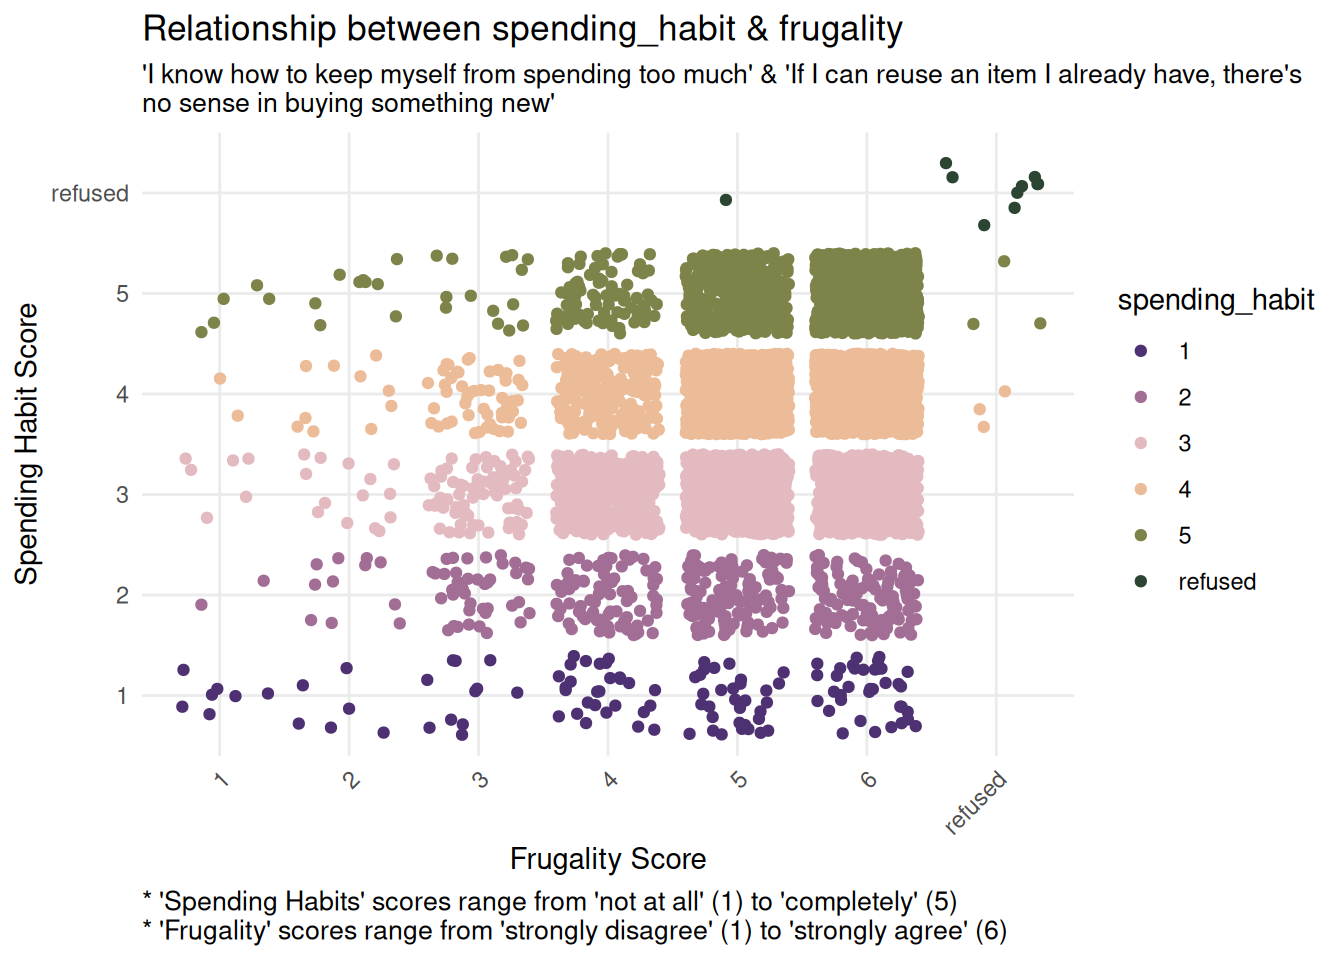 Relationship between spending_habit & frugality
'I know how to keep myself from spending too much' & 'If I can reuse an item I already have, there's
no sense in buying something new'
Spending Habit Score
refused
5
4
3
2
1
1
2
3
4
5
6
refused
Frugality Score
spending_habit
1
2
3
4
5
refused
* 'Spending Habits' scores range from 'not at all' (1) to 'completely' (5)
* 'Frugality' scores range from 'strongly disagree' (1) to 'strongly agree' (6)